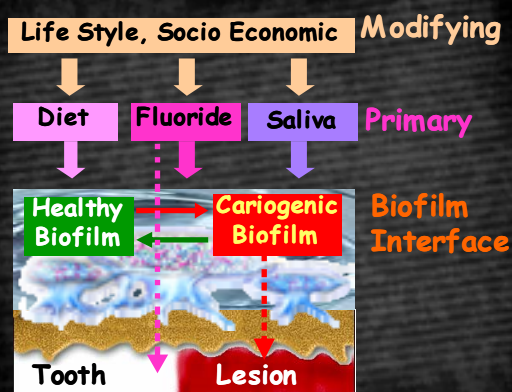 Life Style, Socio Economic
Modifying
Diet
Fluoride
Saliva
Primary
Healthy
Biofilm
Cariogenic
Biofilm
Biofilm
Interface
Tooth
Lesion